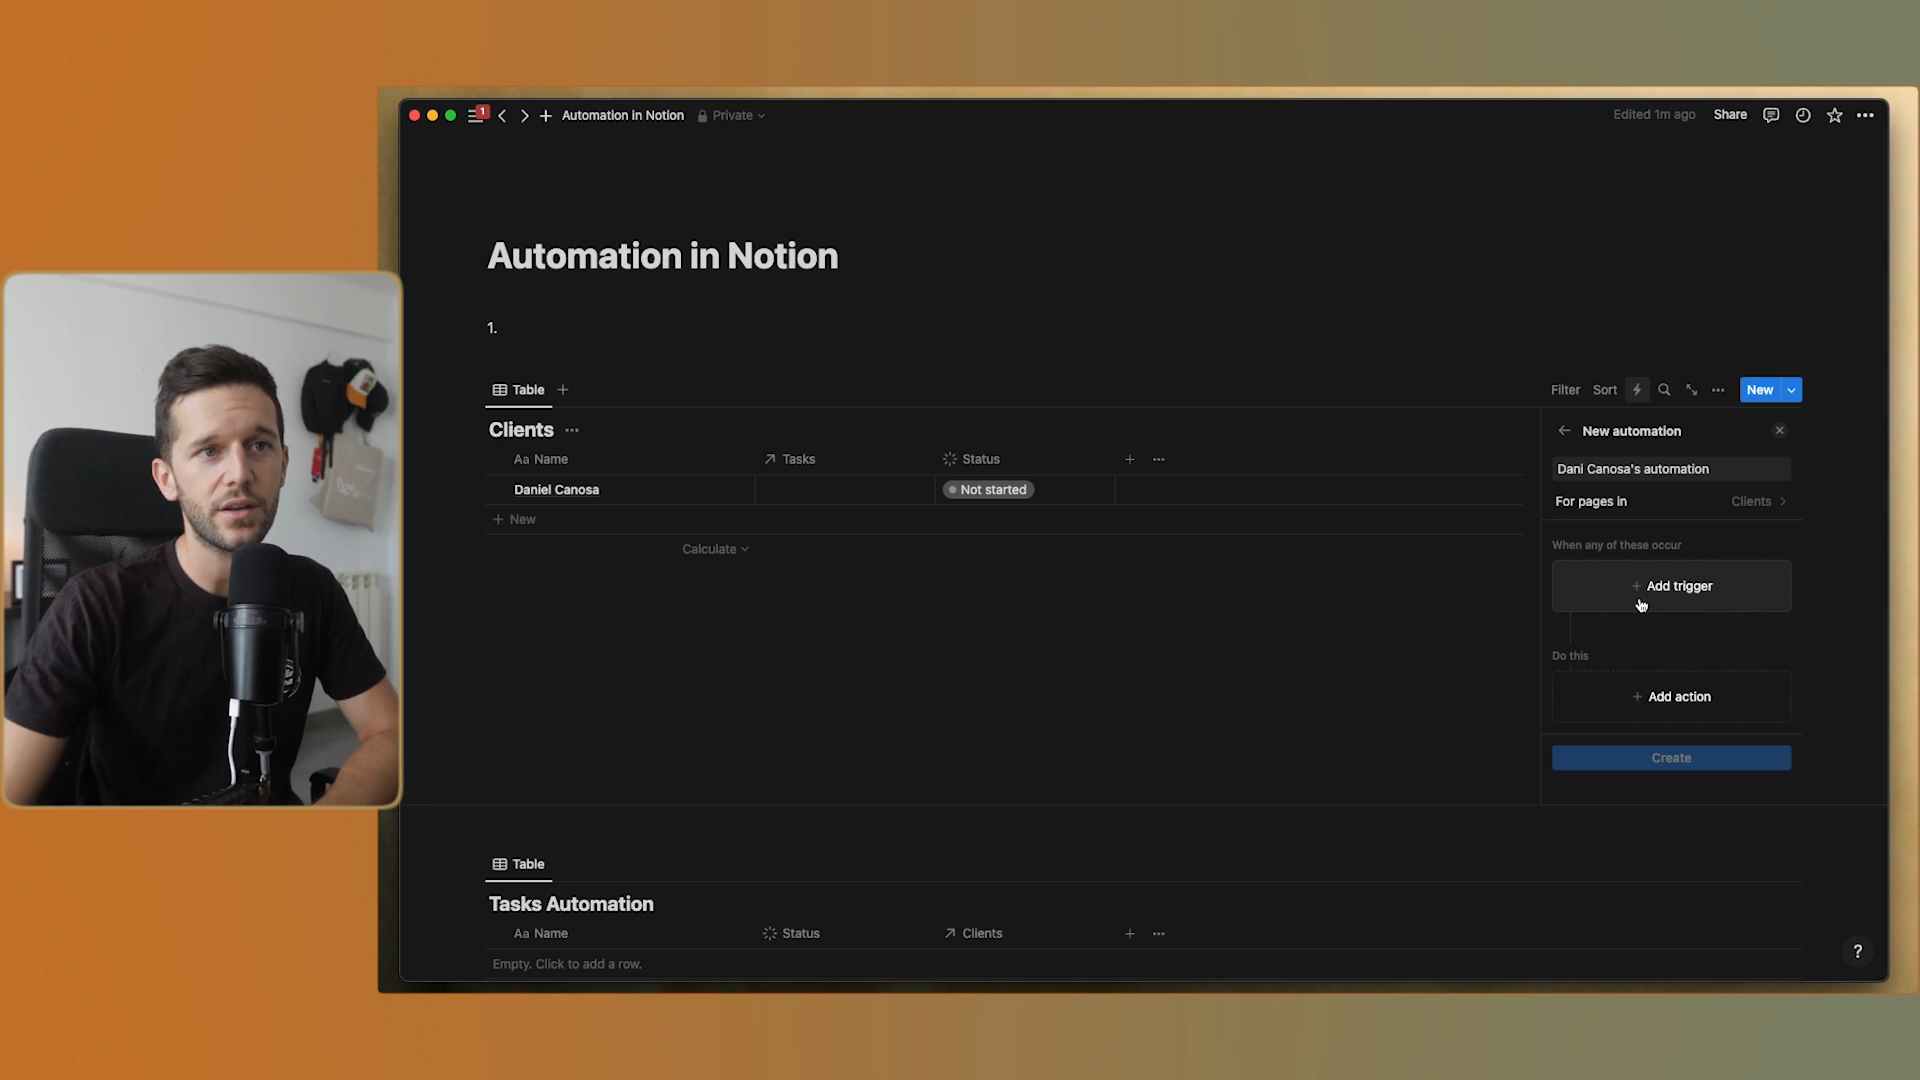 1
Automation in Notion
Private
Edited 1m ago
Share
Automation in Notion
1.
Table
Filter
Sort
New
Clients
Aa Name
Tasks
Status
Daniel Canosa
Not started
New
Calculate
New automation
Dani Canosa's automation
For pages in
Clients
When any of these occur
Add trigger
Do this
Add action
Create
Table
Tasks Automation
Aa Name
Status
Clients
Empty. Click to add a row.
?